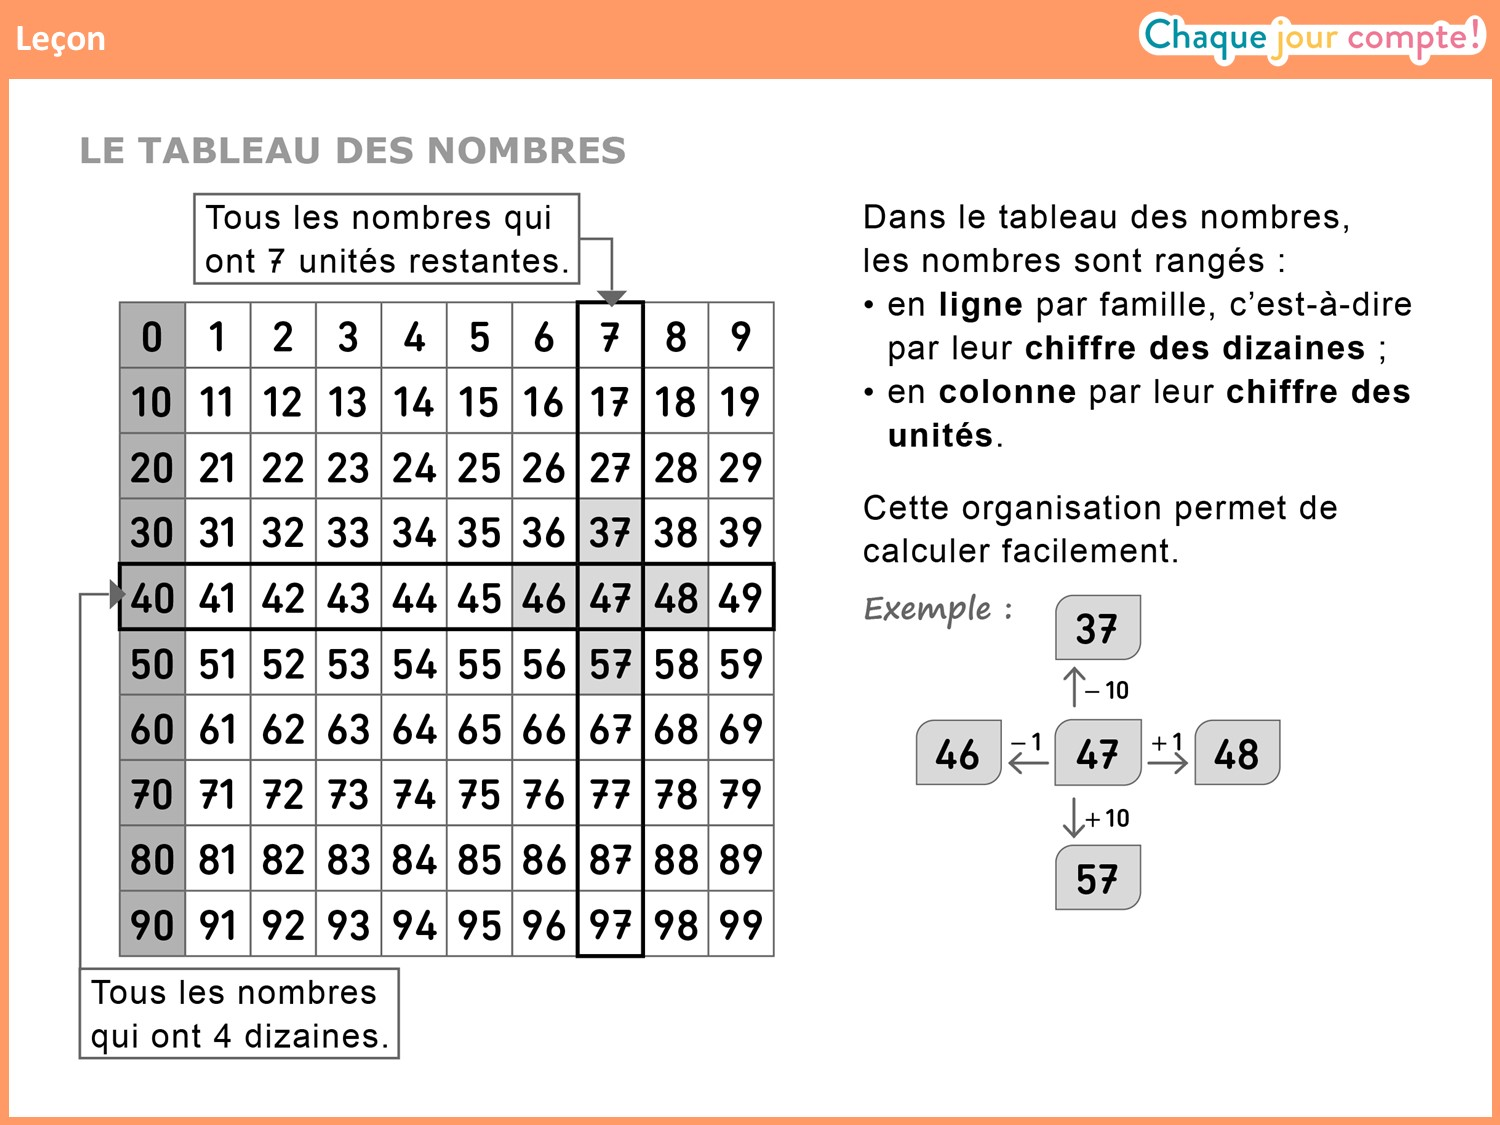 Leçon
Chaque jour compte!
LE TABLEAU DES NOMBRES
Tous les nombres qui
ont 7 unités restantes.
0 1 2 3 4 5 6 7 8 9
10 11 12 13 14 15 16 17 18 19
20 21 22 23 24 25 26 27 28 29
30 31 32 33 34 35 36 37 38 39
40 41 42 43 44 45 46 47 48 49
50 51 52 53 54 55 56 57 58 59
60 61 62 63 64 65 66 67 68 69
70 71 72 73 74 75 76 77 78 79
80 81 82 83 84 85 86 87 88 89
90 91 92 93 94 95 96 97 98 99
Tous les nombres
qui ont 4 dizaines.
Dans le tableau des nombres,
les nombres sont rangés :
• en ligne par famille, c’est-à-dire
par leur chiffre des dizaines ;
• en colonne par leur chiffre des
unités.
Cette organisation permet de
calculer facilement.
Exemple :
37
– 10
46 – 1 47 + 1 48
+ 10
57